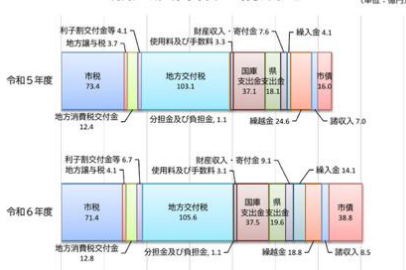 利子割交付金等 4.1
地方譲与税 3.7
使用料及び手数料 3.3
財産収入・寄付金 7.6
繰入金 4.1
令和5年度
市税
73.4
地方交付税
103.1
国庫
支出金
37.1
県
支出金
18.1
市債
16.0
地方消費税交付金
12.4
分担金及び負担金, 1.1
繰越金 24.6
諸収入 7.0
利子割交付金等 6.7
地方譲与税 4.1
使用料及び手数料 3.1
財産収入・寄付金 9.1
繰入金 14.1
令和6年度
市税
71.4
地方交付税
105.6
国庫
支出金
37.5
県
支出金
19.6
市債
38.8
地方消費税交付金
12.8
分担金及び負担金, 1.1
繰越金 18.8
諸収入 8.5